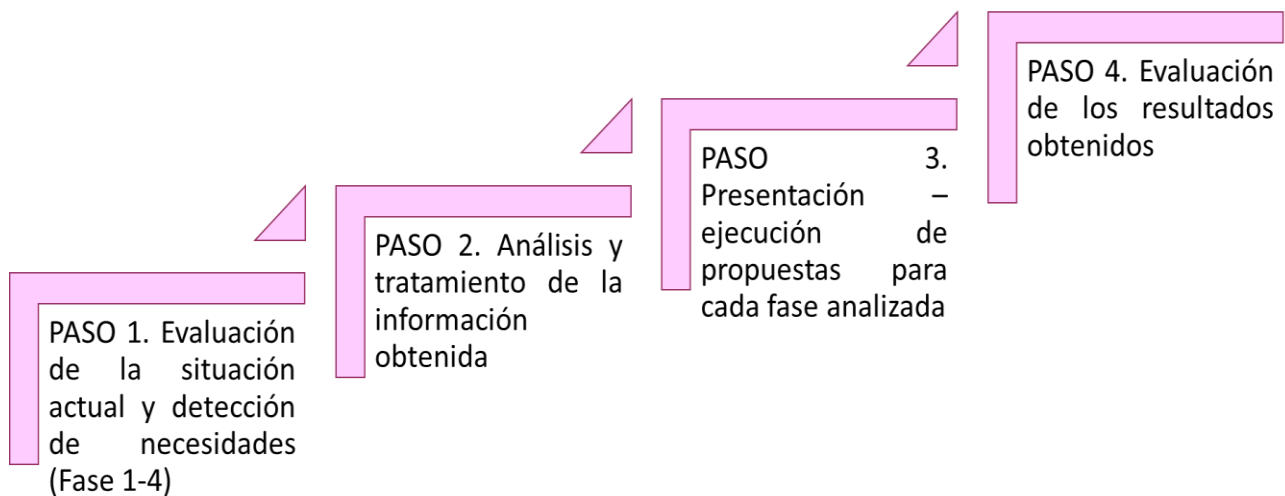 PASO 1. Evaluación
de la situación
actual y detección
de necesidades
(Fase 1-4)
PASO 2. Análisis y
tratamiento de la
información
obtenida
PASO 3.
Presentación –
ejecución de
propuestas para
cada fase analizada
PASO 4. Evaluación
de los resultados
obtenidos